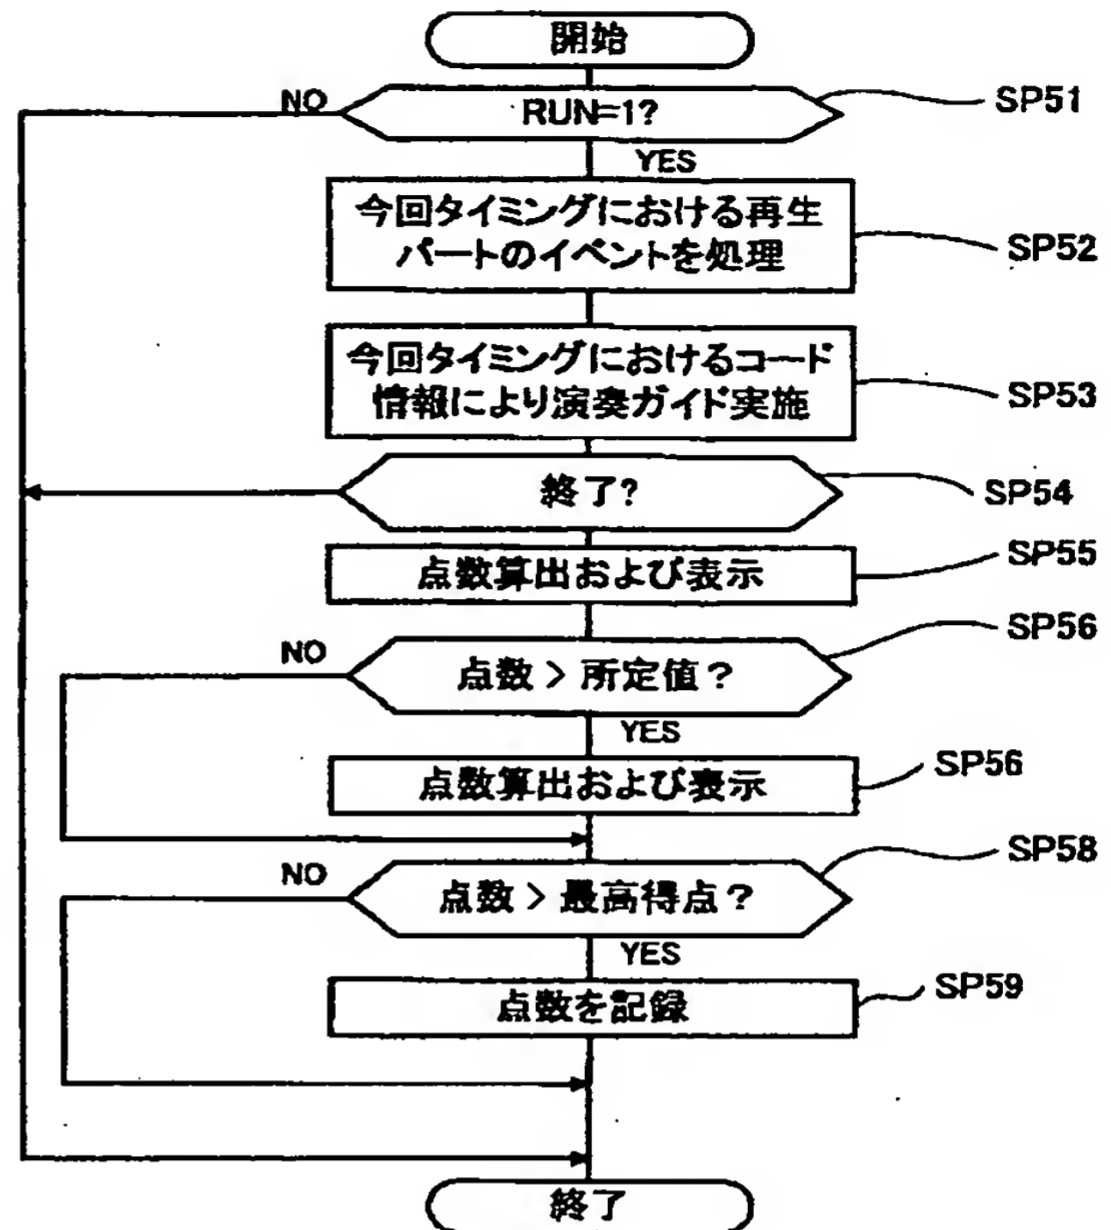 開始
NO
RUN=1?
SP51
YES
今回タイミングにおける再生
パートのイベントを処理
SP52
今回タイミングにおけるコード
情報により演奏ガイド実施
SP53
終了?
SP54
点数算出および表示
SP55
NO
点数 > 所定値?
SP56
YES
点数算出および表示
SP56
NO
点数 > 最高得点?
SP58
YES
点数を記録
SP59
終了